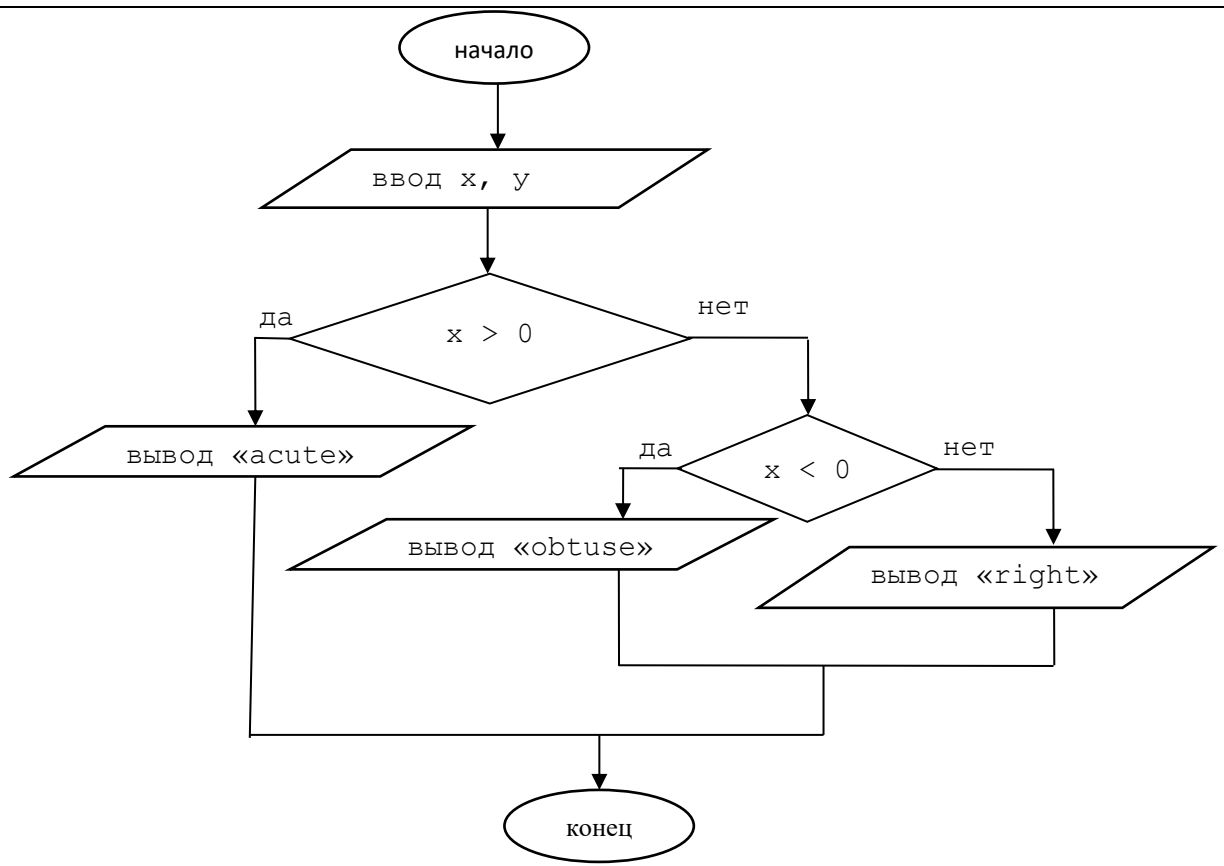 начало
ввод x, y
да
нет
x > 0
вывод «acute»
да
нет
x < 0
вывод «obtuse»
вывод «right»
конец